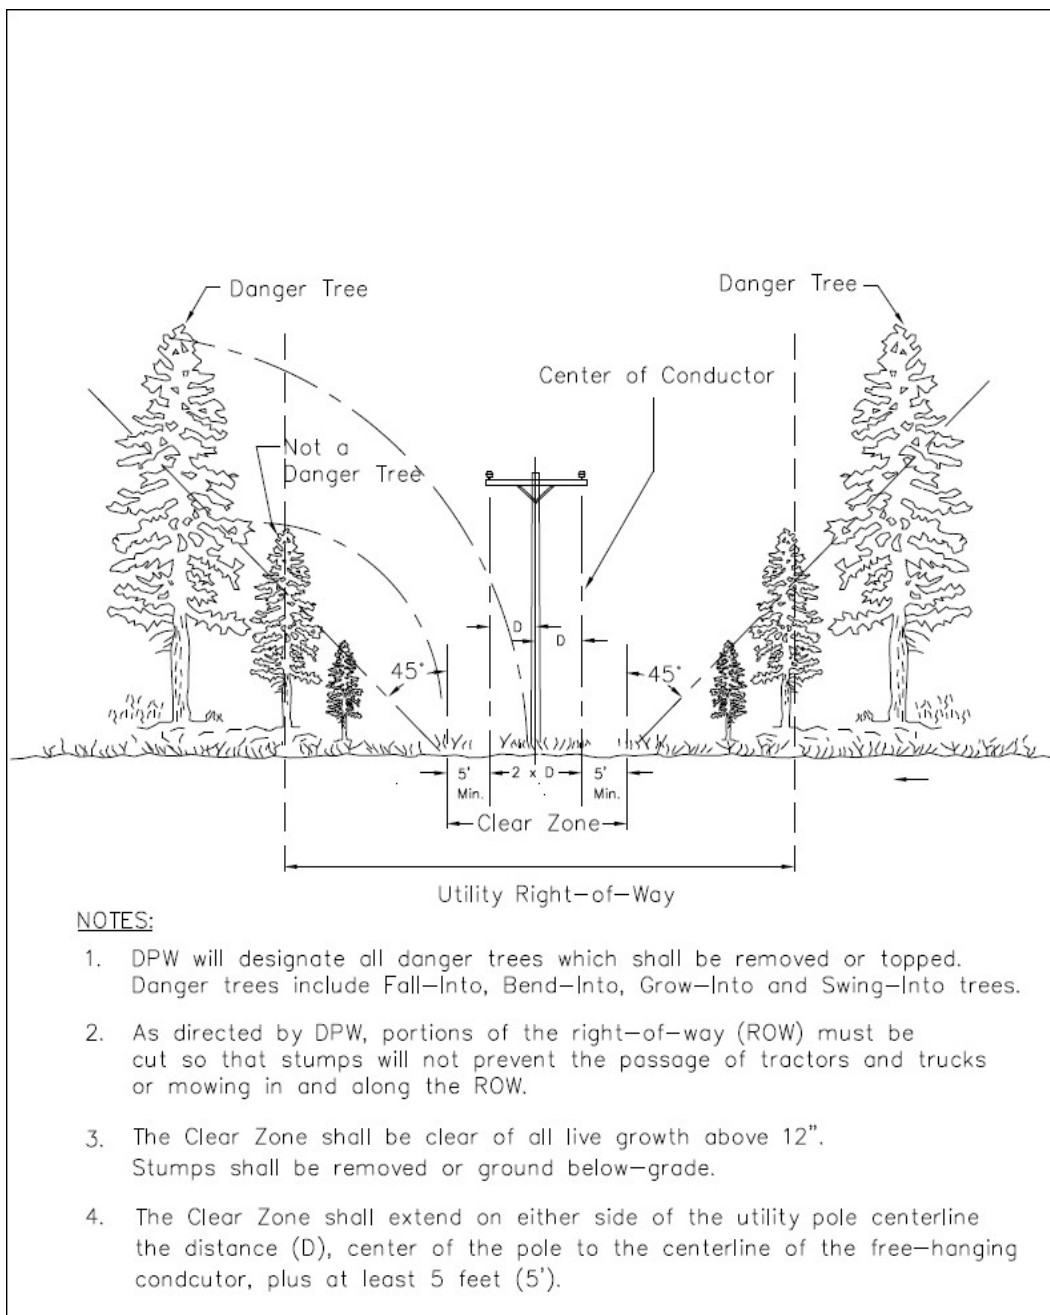 Danger Tree
Danger Tree
Center of Conductor
Not a
Danger Tree
D
D
45°
45°
5'
2 x D
5'
Min.
Min.
Clear Zone
Utility Right-of-Way
NOTES:
1. DPW will designate all danger trees which shall be removed or topped.
Danger trees include Fall-Into, Bend-Into, Grow-Into and Swing-Into trees.
2. As directed by DPW, portions of the right-of-way (ROW) must be
cut so that stumps will not prevent the passage of tractors and trucks
or mowing in and along the ROW.
3. The Clear Zone shall be clear of all live growth above 12".
Stumps shall be removed or ground below-grade.
4. The Clear Zone shall extend on either side of the utility pole centerline
the distance (D), center of the pole to the centerline of the free-hanging
condcutor, plus at least 5 feet (5').